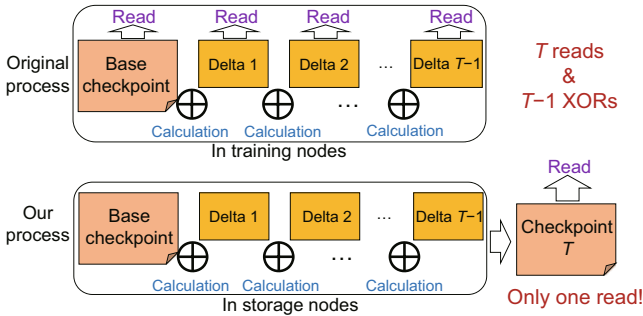 Read Read Read Read
Original process
Base checkpoint
Delta 1
Delta 2
...
Delta T−1
Calculation Calculation ... Calculation
In training nodes
T reads
&
T−1 XORs
Our process
Base checkpoint
Delta 1
Delta 2
...
Delta T−1
Calculation Calculation ... Calculation
In storage nodes
Read
Checkpoint
T
Only one read!